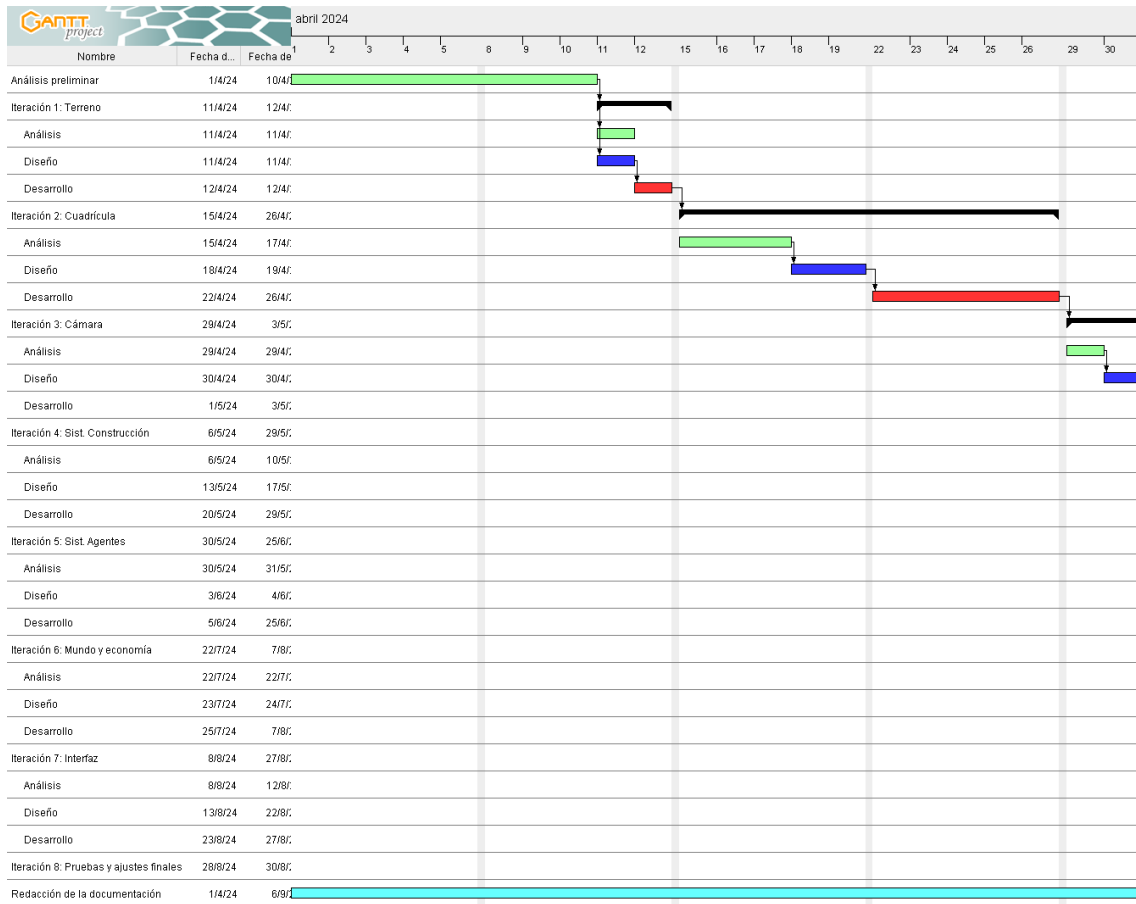 GANTT project
abril 2024
1 2 3 4 5 8 9 10 11 12 15 16 17 18 19 22 23 24 25 26 29 30
Nombre Fecha d... Fecha de
Análisis preliminar 1/4/24 10/4/
Iteración 1: Terreno 11/4/24 12/4/
Análisis 11/4/24 11/4/
Diseño 11/4/24 11/4/
Desarrollo 12/4/24 12/4/
Iteración 2: Cuadrícula 15/4/24 26/4/
Análisis 15/4/24 17/4/
Diseño 18/4/24 19/4/
Desarrollo 22/4/24 26/4/
Iteración 3: Cámara 29/4/24 3/5/
Análisis 29/4/24 29/4/
Diseño 30/4/24 30/4/
Desarrollo 1/5/24 3/5/
Iteración 4: Sist. Construcción 6/5/24 29/5/
Análisis 6/5/24 10/5/
Diseño 13/5/24 17/5/
Desarrollo 20/5/24 29/5/
Iteración 5: Sist. Agentes 30/5/24 25/6/
Análisis 30/5/24 31/5/
Diseño 3/6/24 4/6/
Desarrollo 5/6/24 25/6/
Iteración 6: Mundo y economía 22/7/24 7/8/
Análisis 22/7/24 22/7/
Diseño 23/7/24 24/7/
Desarrollo 25/7/24 7/8/
Iteración 7: Interfaz 8/8/24 27/8/
Análisis 8/8/24 12/8/
Diseño 13/8/24 22/8/
Desarrollo 23/8/24 27/8/
Iteración 8: Pruebas y ajustes finales 28/8/24 30/8/
Redacción de la documentación 1/4/24 6/9/